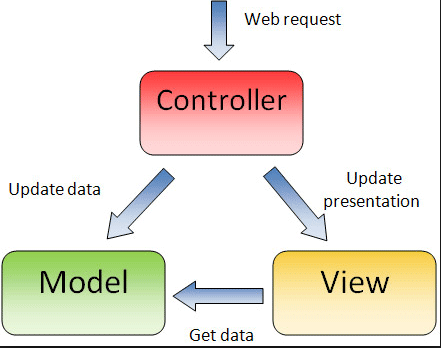 Web request
Controller
Update data
Update
presentation
Model
View
Get data